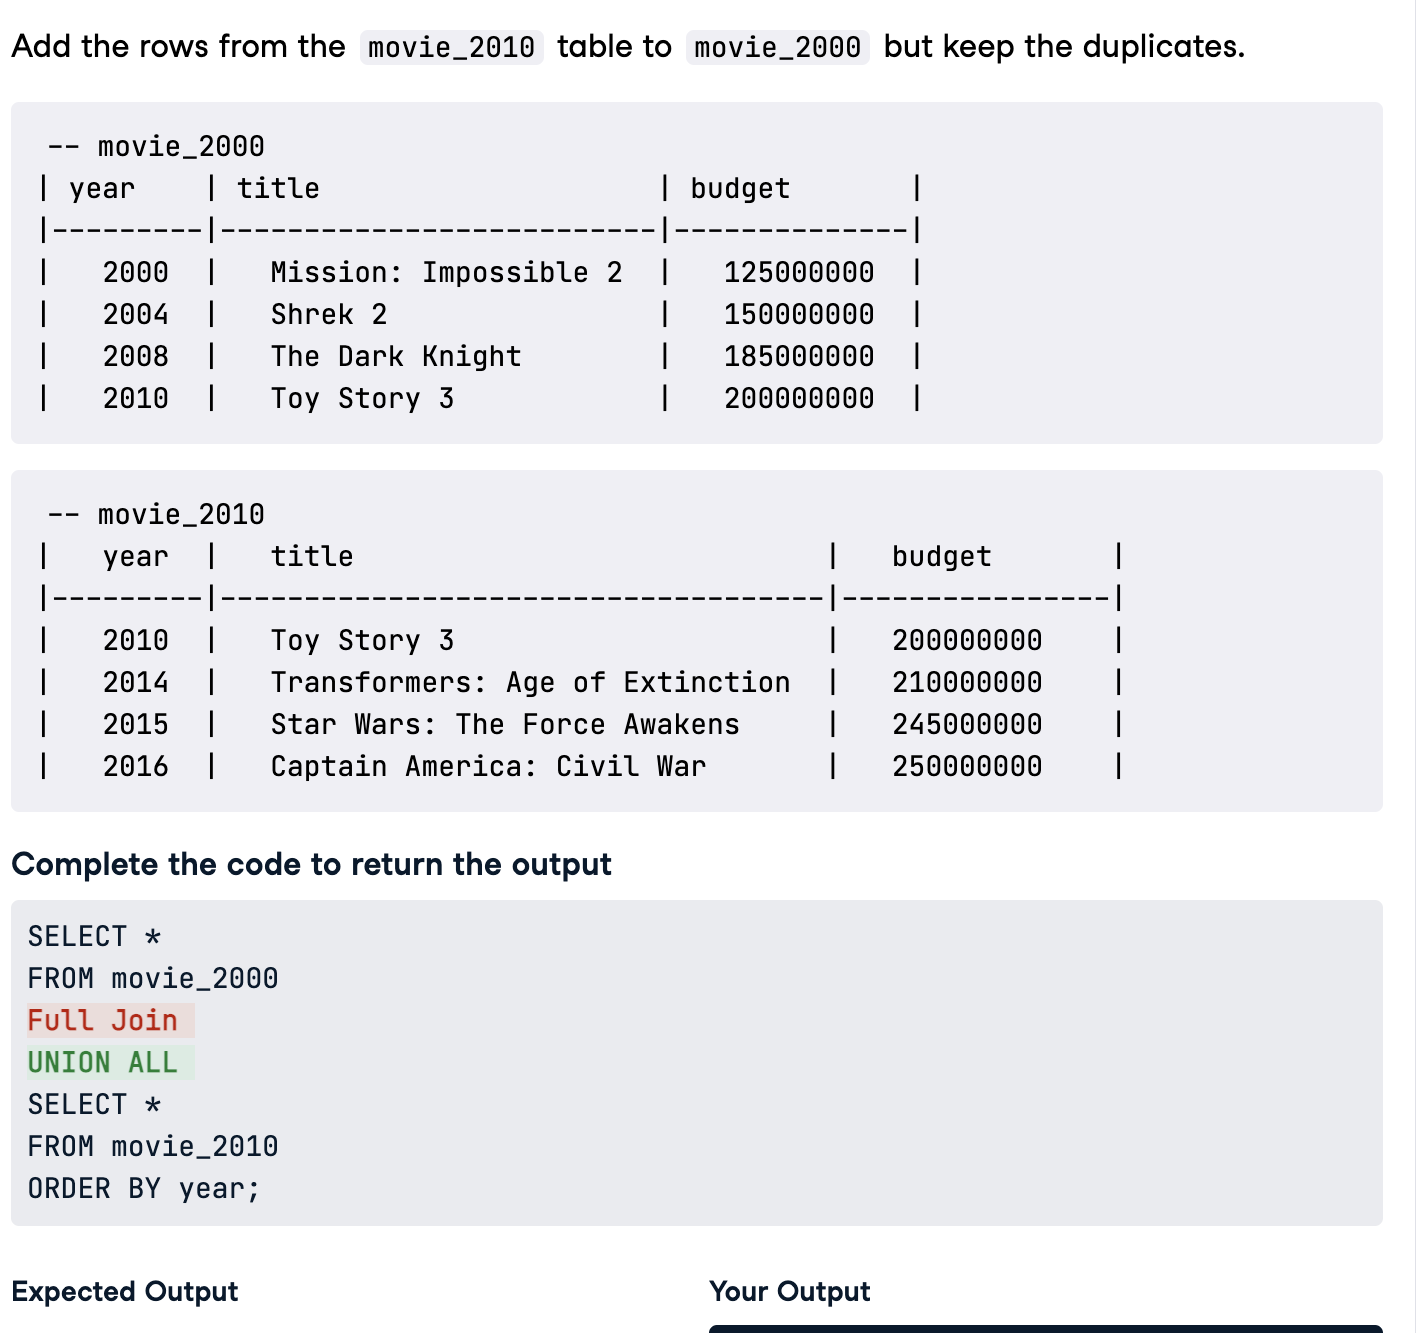 Add the rows from the movie_2010 table to movie_2000 but keep the duplicates.
-- movie_2000
| year    | title                    | budget       |
|---------|--------------------------|--------------|
|   2000  |   Mission: Impossible 2  |   125000000  |
|   2004  |   Shrek 2                |   150000000  |
|   2008  |   The Dark Knight        |   185000000  |
|   2010  |   Toy Story 3            |   200000000  |
-- movie_2010
|   year  |   title                            |   budget       |
|---------|------------------------------------|----------------|
|   2010  |   Toy Story 3                      |   200000000    |
|   2014  |   Transformers: Age of Extinction  |   210000000    |
|   2015  |   Star Wars: The Force Awakens     |   245000000    |
|   2016  |   Captain America: Civil War       |   250000000    |
Complete the code to return the output
SELECT *
FROM movie_2000
Full Join
UNION ALL
SELECT *
FROM movie_2010
ORDER BY year;
Expected Output
Your Output